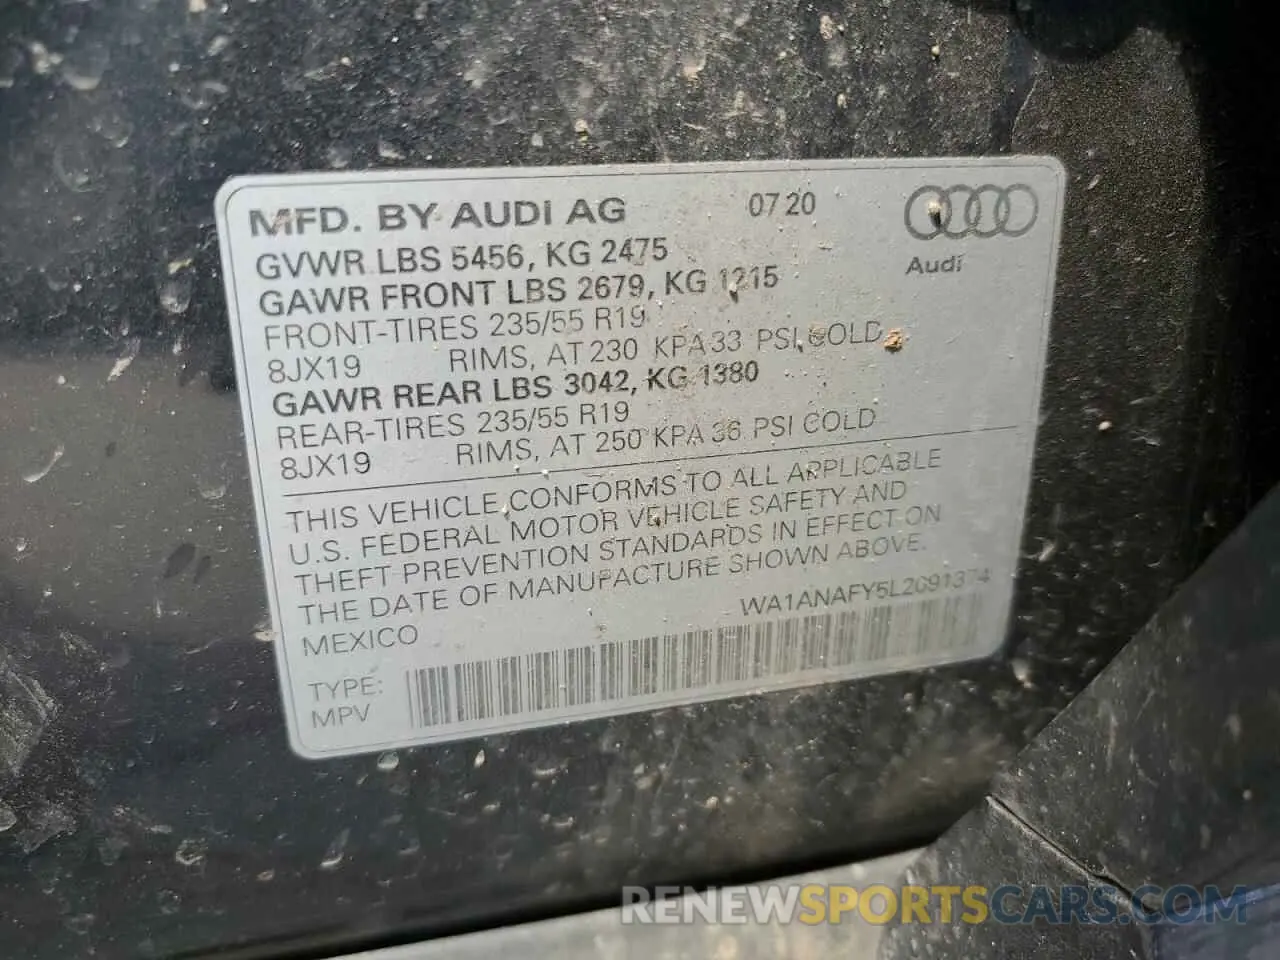 MFD. BY AUDI AG 07 20
GVWR LBS 5456, KG 2475
Audi
GAWR FRONT LBS 2679, KG 1215
FRONT-TIRES 235/55 R19
8JX19 RIMS, AT 230 KPA 33 PSI, COLD
GAWR REAR LBS 3042, KG 1380
REAR-TIRES 235/55 R19
8JX19 RIMS, AT 250 KPA 36 PSI COLD
THIS VEHICLE CONFORMS TO ALL APPLICABLE
U.S. FEDERAL MOTOR VEHICLE SAFETY AND
THEFT PREVENTION STANDARDS IN EFFECT ON
THE DATE OF MANUFACTURE SHOWN ABOVE.
MEXICO WA1ANAFY5L2091374
TYPE:
MPV
RENEWSPORTSCARS.COM